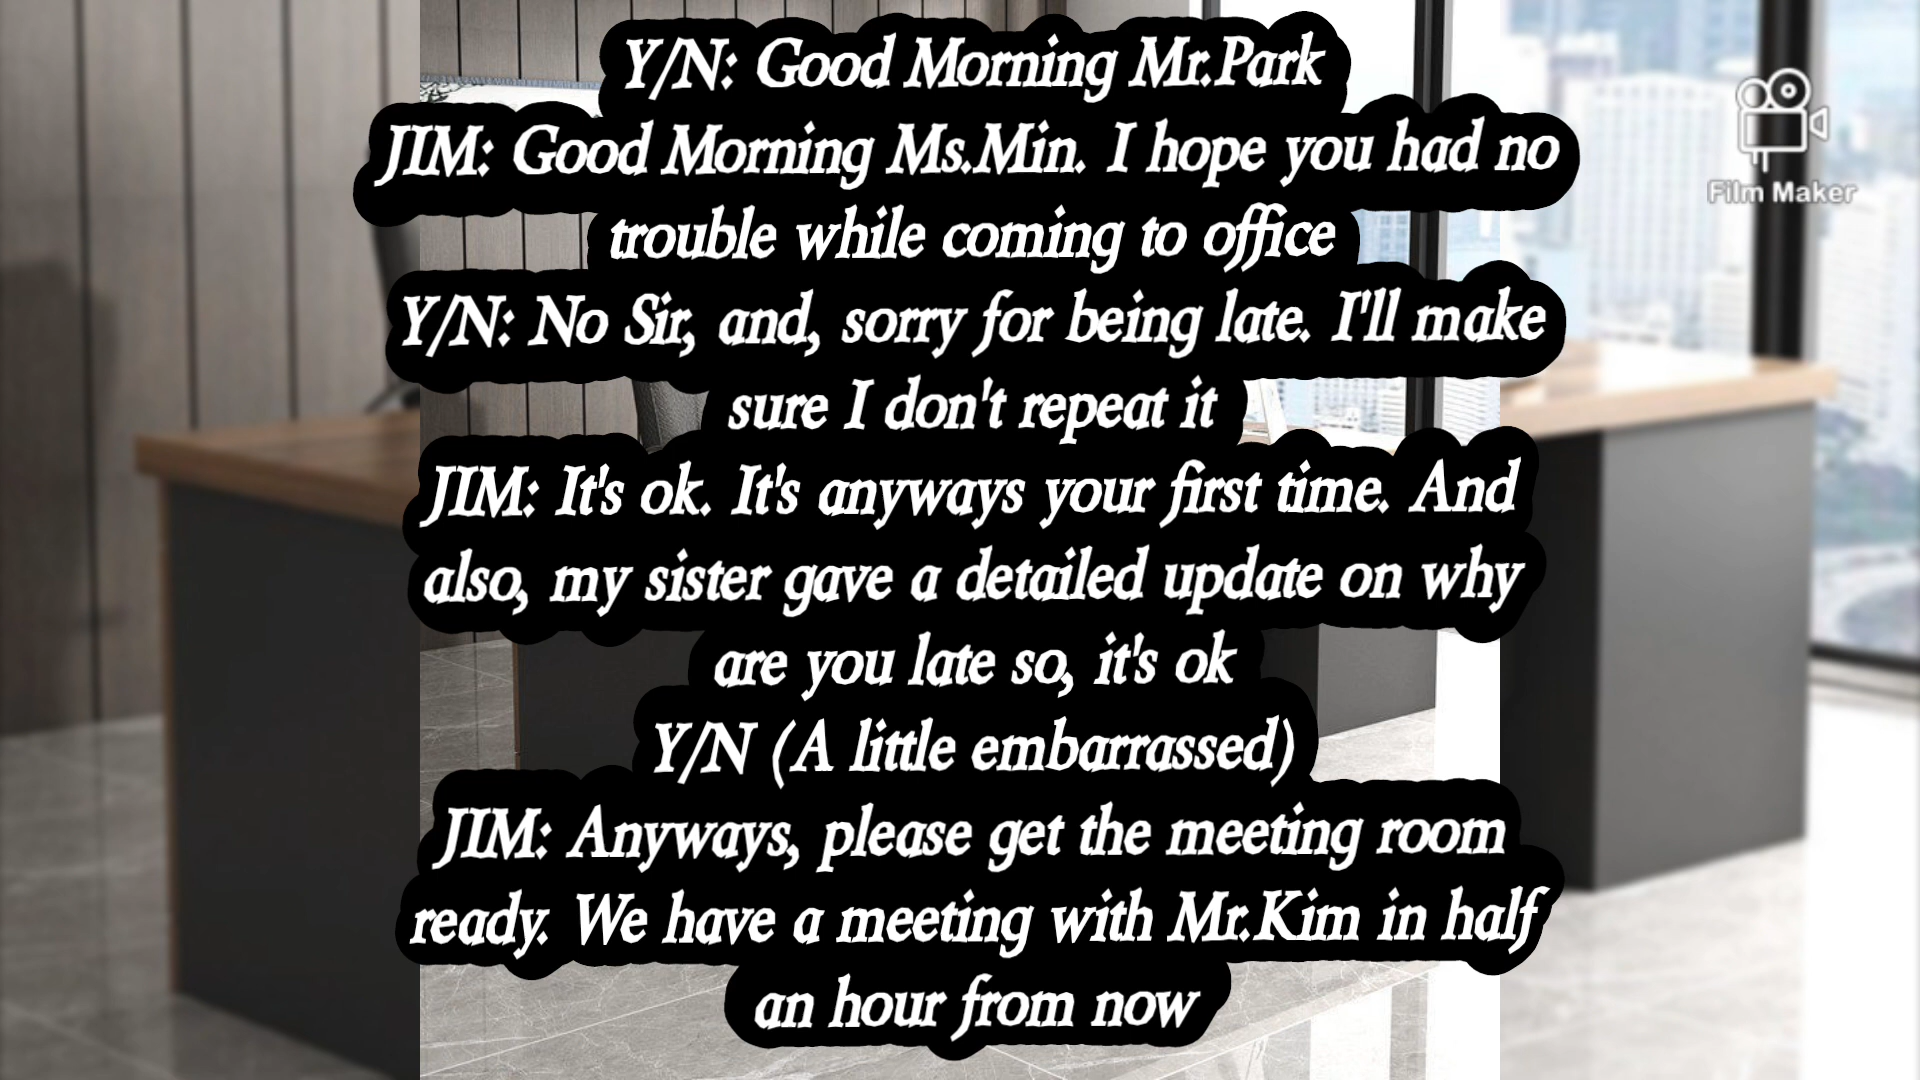 Y/N: Good Morning Mr.Park
JIM: Good Morning Ms.Min. I hope you had no
trouble while coming to office
Y/N: No Sir, and, sorry for being late. I'll make
sure I don't repeat it
JIM: It's ok. It's anyways your first time. And
also, my sister gave a detailed update on why
are you late so, it's ok
Y/N (A little embarrassed)
JIM: Anyways, please get the meeting room
ready. We have a meeting with Mr.Kim in half
an hour from now
Film Maker